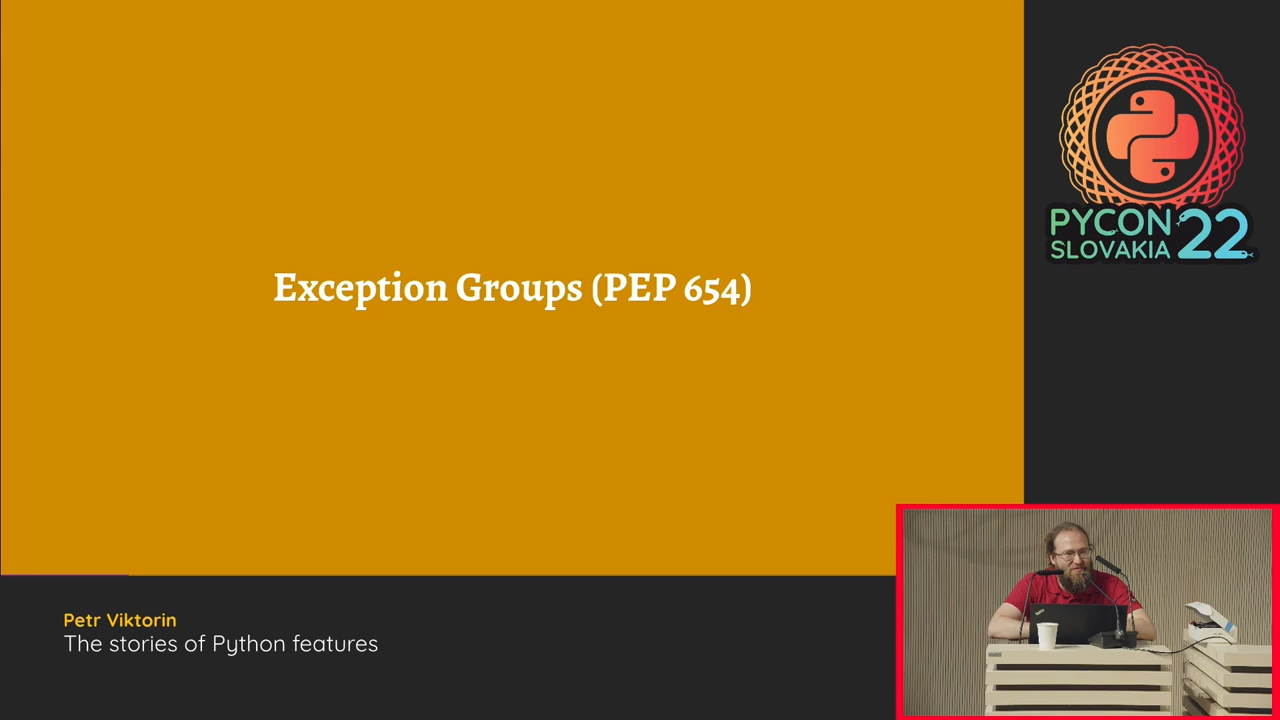 Exception Groups (PEP 654)
PYCON
SLOVAKIA
22
Petr Viktorin
The stories of Python features